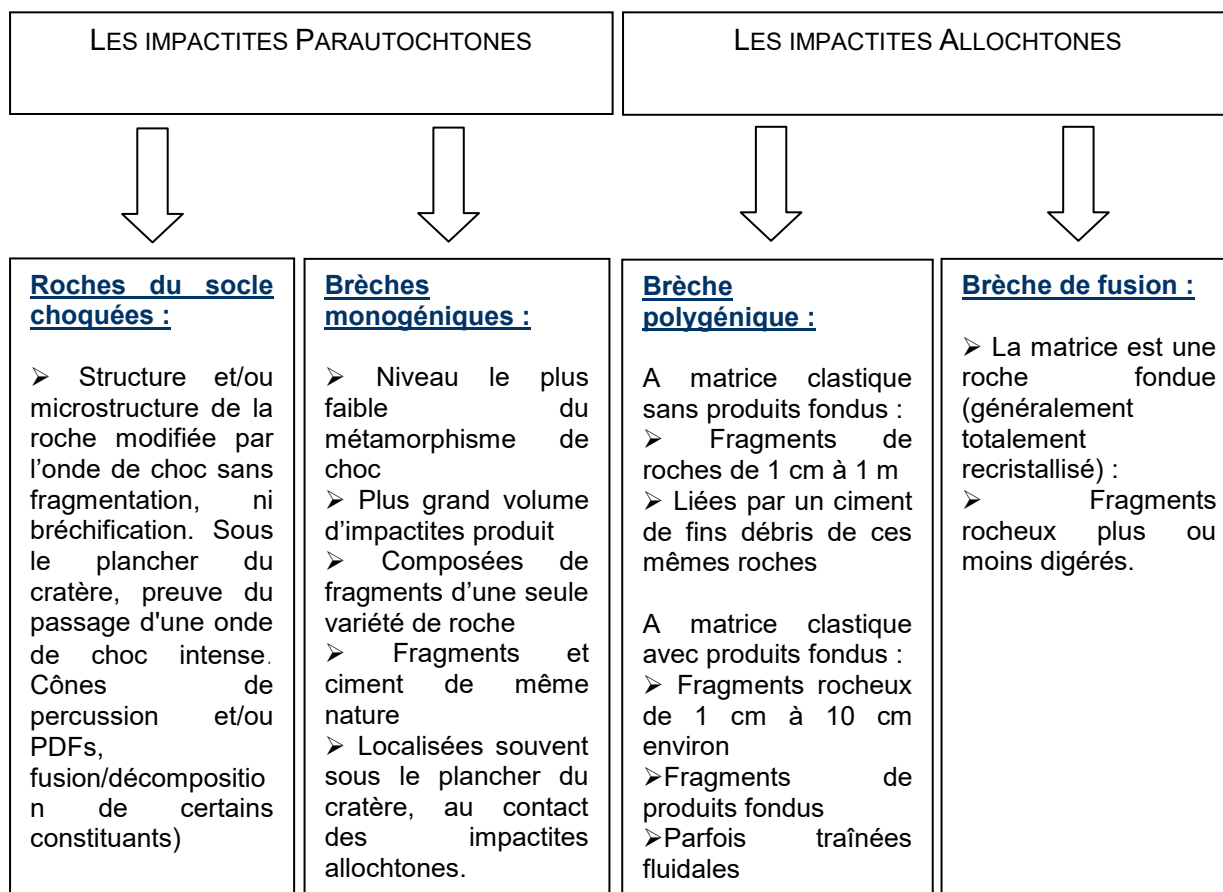 LES IMPACTITES PARAUTOCHTONES
LES IMPACTITES ALLOCHTONES
Roches du socle
choquées :
➢ Structure et/ou
microstructure de la
roche modifiée par
l’onde de choc sans
fragmentation, ni
bréchification. Sous
le plancher du
cratère, preuve du
passage d'une onde
de choc intense.
Cônes de
percussion et/ou
PDFs,
fusion/décompositio
n de certains
constituants)
Brèches
monogéniques :
➢ Niveau le plus
faible du
métamorphisme de
choc
➢ Plus grand volume
d’impactites produit
➢ Composées de
fragments d’une seule
variété de roche
➢ Fragments et
ciment de même
nature
➢ Localisées souvent
sous le plancher du
cratère, au contact
des impactites
allochtones.
Brèche
polygénique :
A matrice clastique
sans produits fondus :
➢ Fragments de
roches de 1 cm à 1 m
➢ Liées par un ciment
de fins débris de ces
mêmes roches
A matrice clastique
avec produits fondus :
➢ Fragments rocheux
de 1 cm à 10 cm
environ
➢Fragments de
produits fondus
➢Parfois traînées
fluidales
Brèche de fusion :
➢ La matrice est une
roche fondue
(généralement
totalement
recristallisé) :
➢ Fragments
rocheux plus ou
moins digérés.